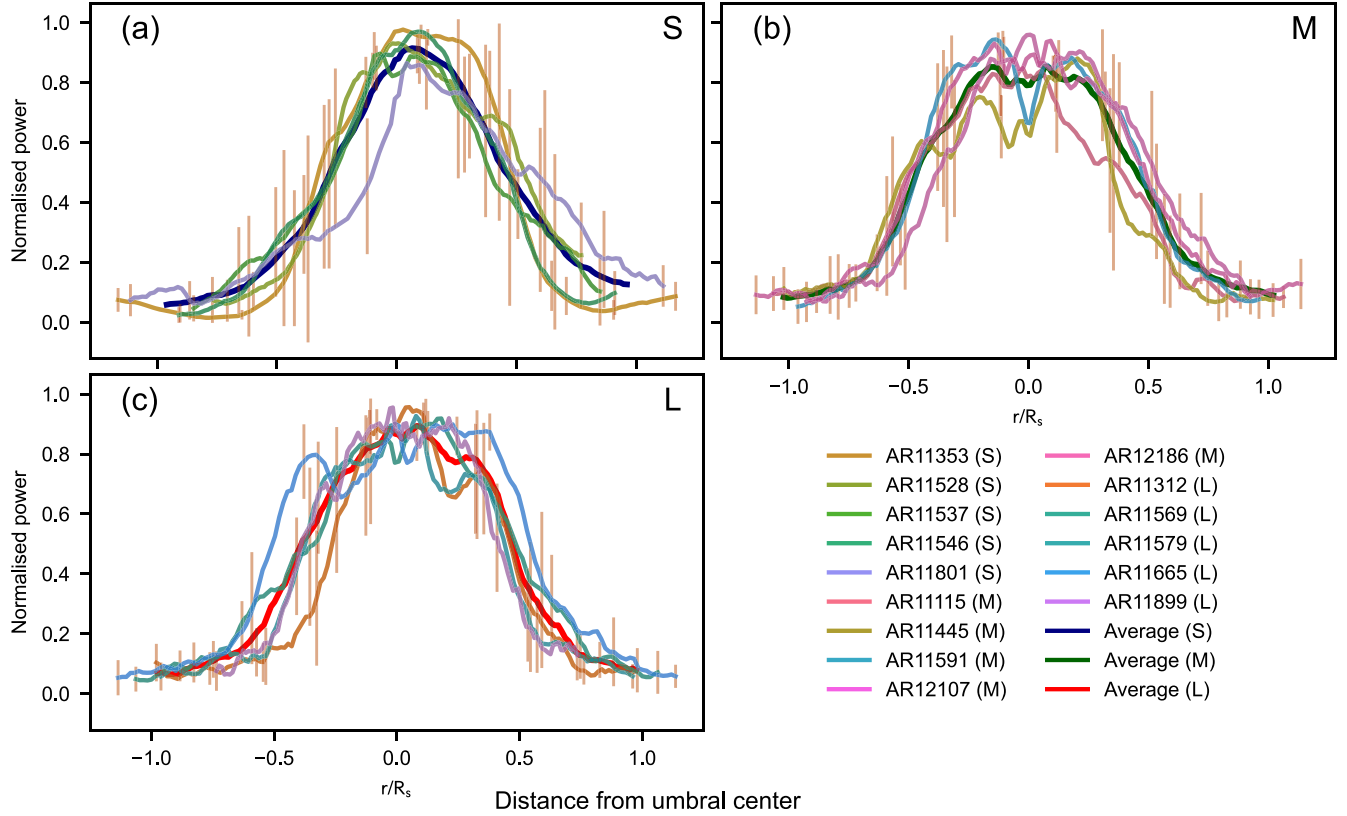 (a)
S
1.0
0.8
0.6
0.4
0.2
0.0
Normalised power
(b)
M
−1.0
−0.5
0.0
0.5
1.0
r/Rs
(c)
L
1.0
0.8
0.6
0.4
0.2
0.0
Normalised power
−1.0
−0.5
0.0
0.5
1.0
r/Rs
Distance from umbral center
AR11353 (S)
AR11528 (S)
AR11537 (S)
AR11546 (S)
AR11801 (S)
AR11115 (M)
AR11445 (M)
AR11591 (M)
AR12107 (M)
AR12186 (M)
AR11312 (L)
AR11569 (L)
AR11579 (L)
AR11665 (L)
AR11899 (L)
Average (S)
Average (M)
Average (L)